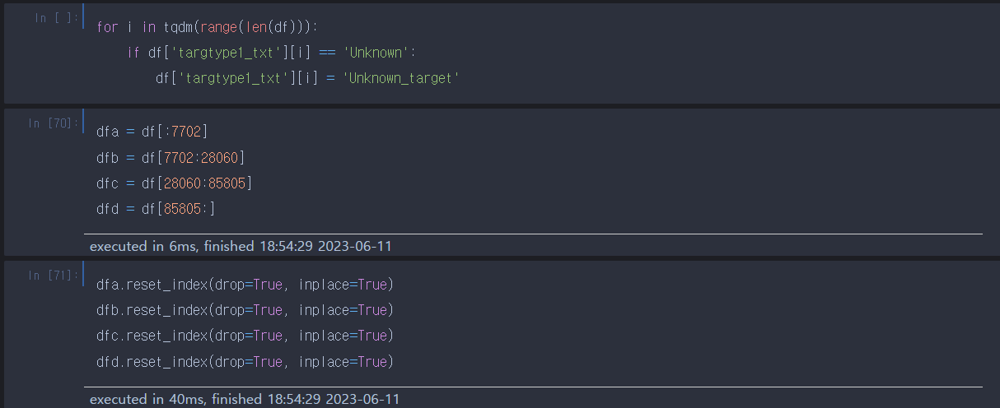 In [ ]:
for i in tqdm(range(len(df))):
    if df['targtype1_txt'][i] == 'Unknown':
        df['targtype1_txt'][i] = 'Unknown_target'
In [70]:
dfa = df[:7702]
dfb = df[7702:28060]
dfc = df[28060:85805]
dfd = df[85805:]
executed in 6ms, finished 18:54:29 2023-06-11
In [71]:
dfa.reset_index(drop=True, inplace=True)
dfb.reset_index(drop=True, inplace=True)
dfc.reset_index(drop=True, inplace=True)
dfd.reset_index(drop=True, inplace=True)
executed in 40ms, finished 18:54:29 2023-06-11